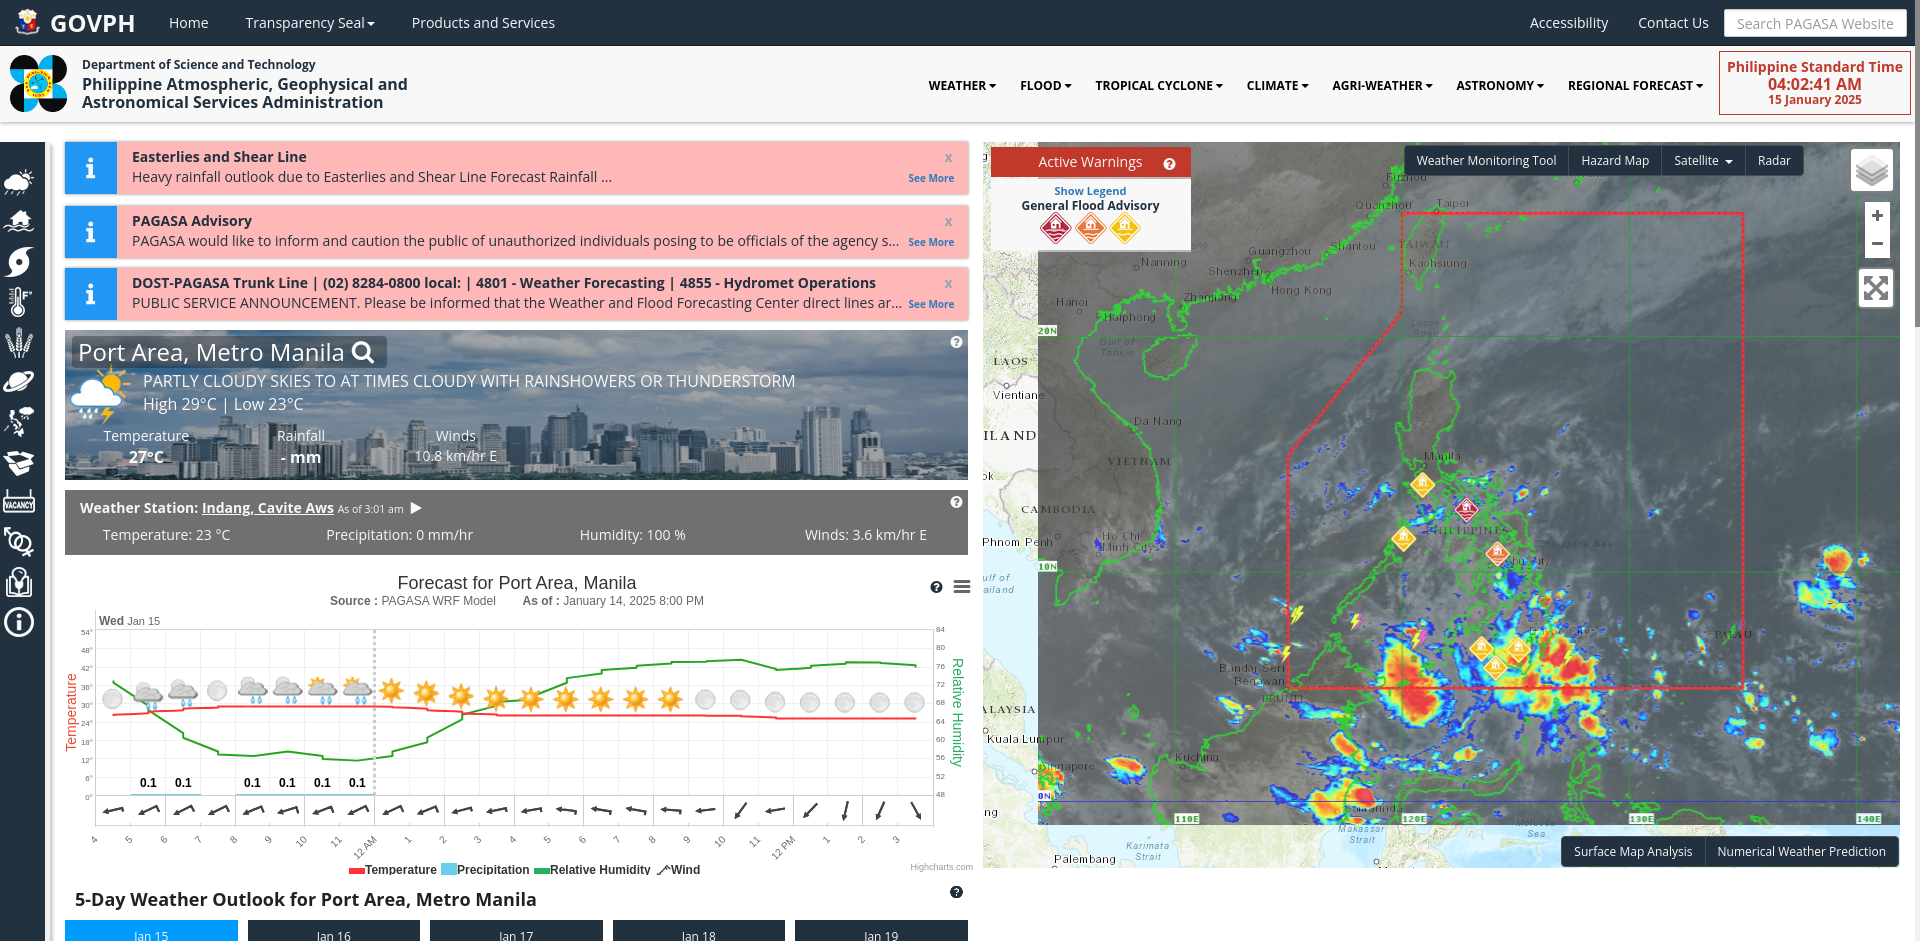 GOVPH
Home
Transparency Seal
Products and Services
Accessibility
Contact Us
Search PAGASA Website
Department of Science and Technology
Philippine Atmospheric, Geophysical and
Astronomical Services Administration
WEATHER
FLOOD
TROPICAL CYCLONE
CLIMATE
AGRI-WEATHER
ASTRONOMY
REGIONAL FORECAST
Philippine Standard Time
04:02:41 AM
15 January 2025
VACANCY
Easterlies and Shear Line
x
Heavy rainfall outlook due to Easterlies and Shear Line Forecast Rainfall ...
See More
PAGASA Advisory
x
PAGASA would like to inform and caution the public of unauthorized individuals posing to be officials of the agency s...
See More
DOST-PAGASA Trunk Line | (02) 8284-0800 local: | 4801 - Weather Forecasting | 4855 - Hydromet Operations
x
PUBLIC SERVICE ANNOUNCEMENT. Please be informed that the Weather and Flood Forecasting Center direct lines ar...
See More
Port Area, Metro Manila
PARTLY CLOUDY SKIES TO AT TIMES CLOUDY WITH RAINSHOWERS OR THUNDERSTORM
High 29°C | Low 23°C
Temperature
Rainfall
Winds
27°C
- mm
10.8 km/hr E
Weather Station: Indang, Cavite Aws As of 3:01 am
Temperature: 23 °C
Precipitation: 0 mm/hr
Humidity: 100 %
Winds: 3.6 km/hr E
Forecast for Port Area, Manila
Source : PAGASA WRF Model
As of : January 14, 2025 8:00 PM
Wed Jan 15
Temperature
54°
48°
42°
36°
30°
24°
18°
12°
6°
0°
0.1
0.1
0.1
0.1
0.1
0.1
84
80
76
72
68
64
60
56
52
48
Relative Humidity
4
5
6
7
8
9
10
11
12 AM
1
2
3
4
5
6
7
8
9
10
11
12 PM
1
2
3
Temperature
Precipitation
Relative Humidity
Wind
Highcharts.com
5-Day Weather Outlook for Port Area, Metro Manila
Jan 15
Jan 16
Jan 17
Jan 18
Jan 19
Active Warnings
Show Legend
General Flood Advisory
Weather Monitoring Tool
Hazard Map
Satellite
Radar
+
−
Fuzhou
Quanzhou
Taipei
TAIWAN
Kaohsiung
Shantou
Guangzhou
Shenzhen
Hong Kong
Nanning
Zhanjiang
Hanoi
Haiphong
Gulf of
Tonkin
Luzon
Strait
20N
LAOS
Vientiane
Da Nang
ILAND
VIETNAM
ok
CAMBODIA
Manila
PHILIPPINES
Philippine Sea
Phnom Penh
Ho Chi
Minh City
10N
ulf of
ailand
bu City
Davao City
PALAU
Bandar Seri
Begawan
BRUNEI
ALAYSIA
Kuala Lumpur
Kuching
Singapore
0N
Samarinda
110E
120E
130E
140E
ng
Palembang
Karimata
Strait
Makassar
Strait
Molucca
Sea
Surface Map Analysis
Numerical Weather Prediction